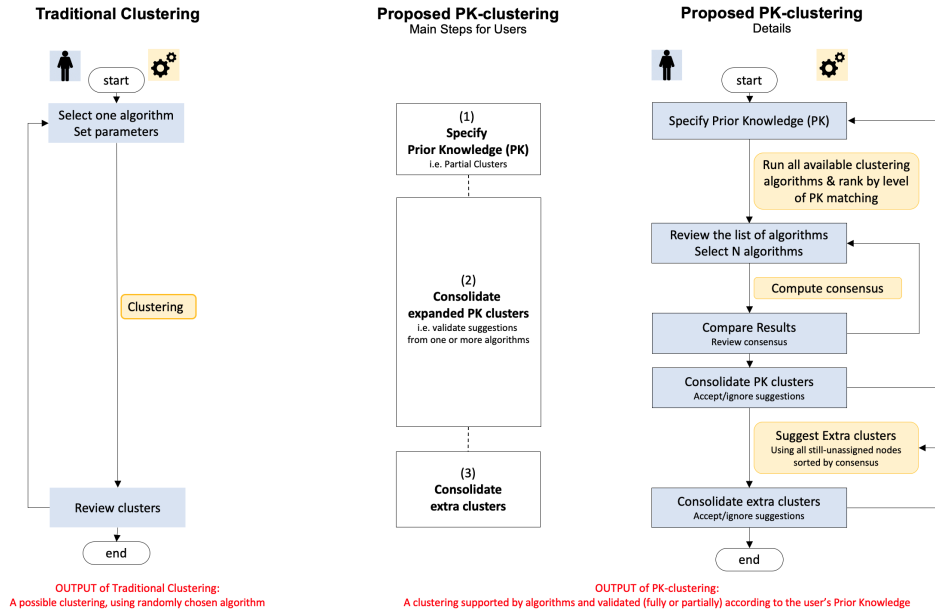 Traditional Clustering
start
Select one algorithm
Set parameters
Clustering
Review clusters
end
OUTPUT of Traditional Clustering:
A possible clustering, using randomly chosen algorithm
Proposed PK-clustering
Main Steps for Users
(1)
Specify
Prior Knowledge (PK)
i.e. Partial Clusters
(2)
Consolidate
expanded PK clusters
i.e. validate suggestions
from one or more algorithms
(3)
Consolidate
extra clusters
Proposed PK-clustering
Details
start
Specify Prior Knowledge (PK)
Run all available clustering
algorithms & rank by level
of PK matching
Review the list of algorithms
Select N algorithms
Compute consensus
Compare Results
Review consensus
Consolidate PK clusters
Accept/ignore suggestions
Suggest Extra clusters
Using all still-unassigned nodes
sorted by consensus
Consolidate extra clusters
Accept/ignore suggestions
end
OUTPUT of PK-clustering:
A clustering supported by algorithms and validated (fully or partially) according to the user's Prior Knowledge